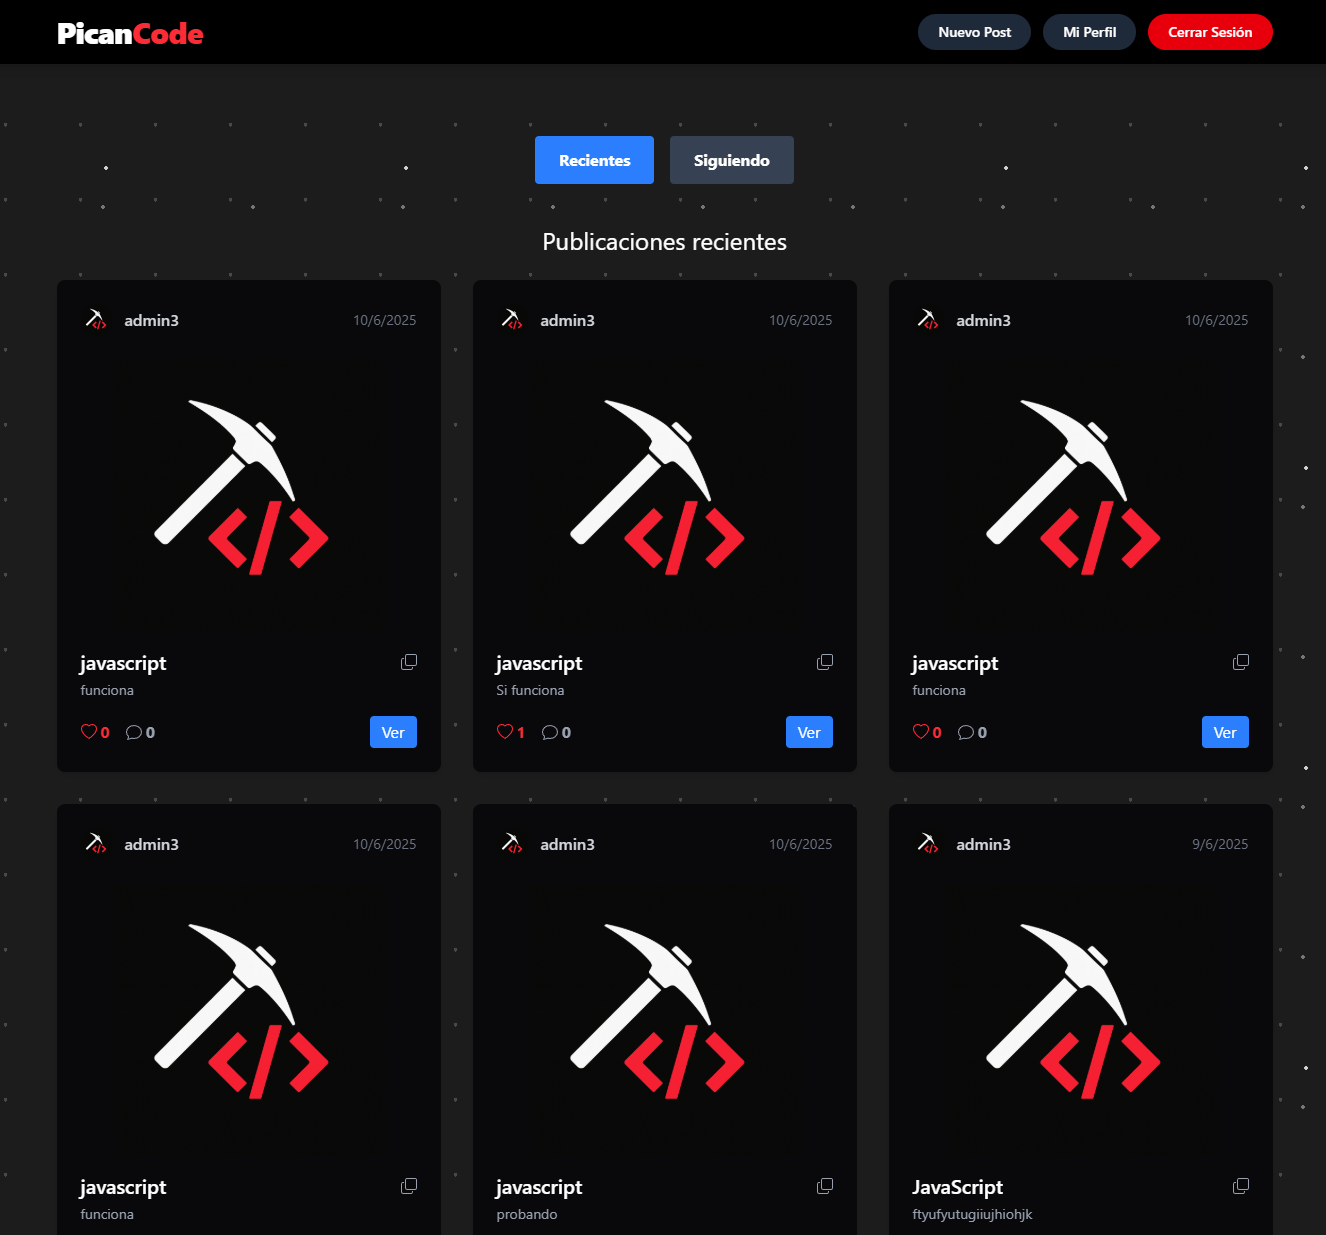 PicanCode
Nuevo Post
Mi Perfil
Cerrar Sesión
Recientes
Siguiendo
Publicaciones recientes
admin3
10/6/2025
</>
javascript
funciona
0
0
Ver
admin3
10/6/2025
</>
javascript
Si funciona
1
0
Ver
admin3
10/6/2025
</>
javascript
funciona
0
0
Ver
admin3
10/6/2025
</>
javascript
funciona
admin3
10/6/2025
</>
javascript
probando
admin3
9/6/2025
</>
JavaScript
ftyufyutugiiujhiohjk